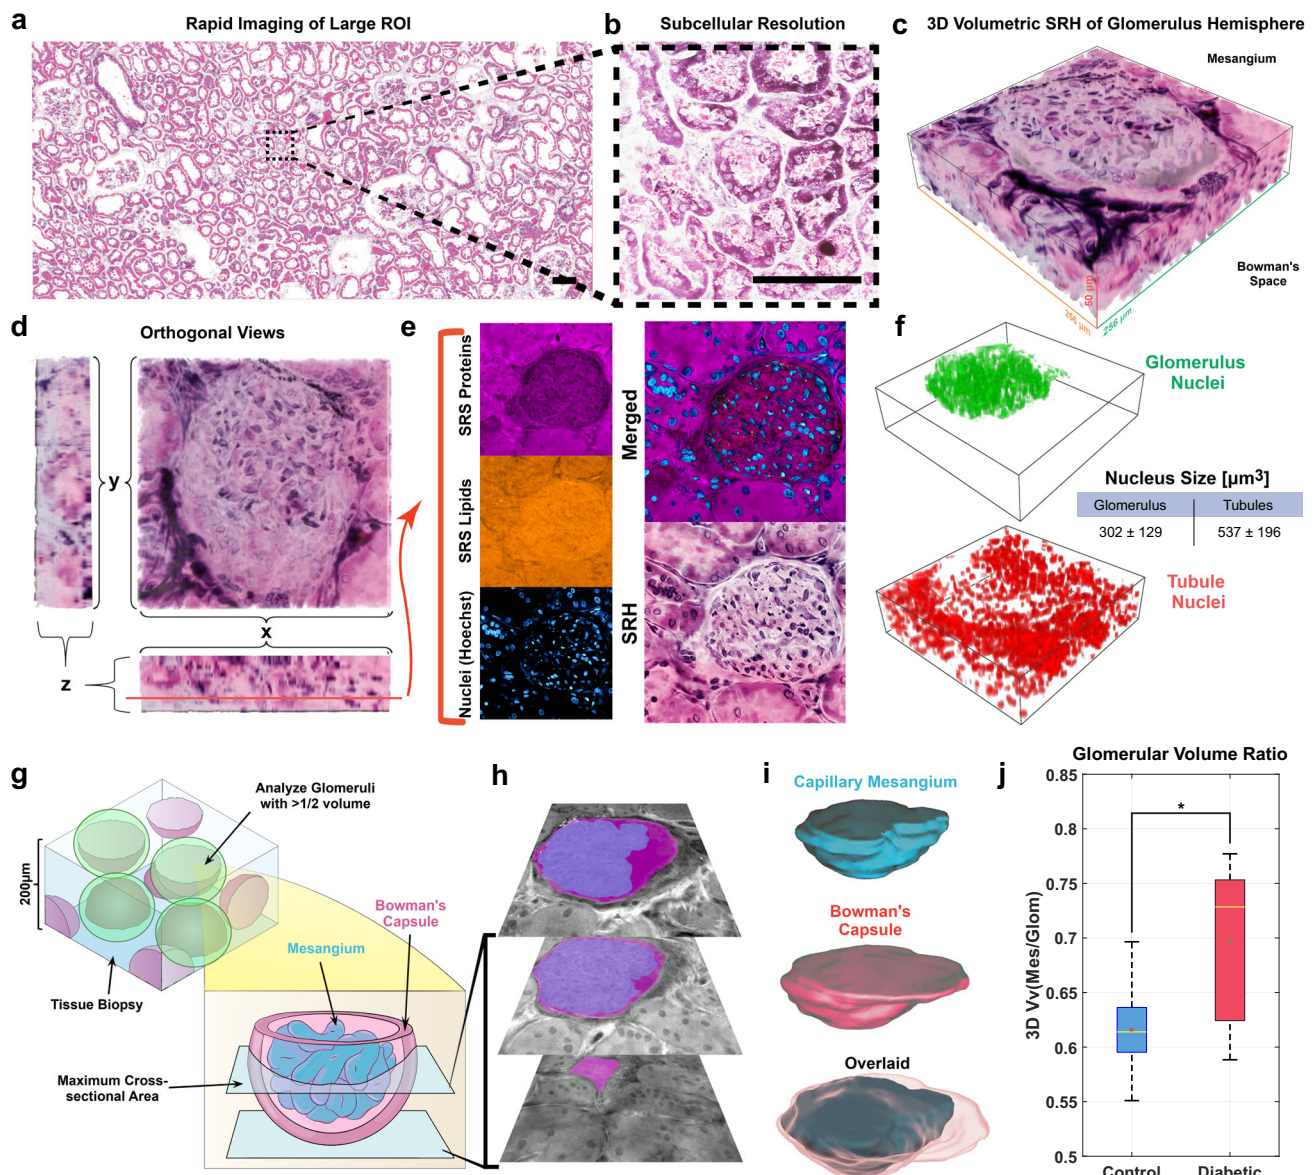 a
Rapid Imaging of Large ROI
b
Subcellular Resolution
c
3D Volumetric SRH of Glomerulus Hemisphere
Mesangium
Bowman's
Space
50 µm
256 µm
256 µm
d
Orthogonal Views
y
x
z
e
SRS Proteins
SRS Lipids
Nuclei (Hoechst)
Merged
SRH
f
Glomerulus
Nuclei
Nucleus Size [µm³]
Glomerulus
Tubules
302 ± 129
537 ± 196
Tubule
Nuclei
g
Analyze Glomeruli
with >1/2 volume
200µm
Bowman's
Capsule
Mesangium
Tissue Biopsy
Maximum Cross-
sectional Area
h
i
Capillary Mesangium
Bowman's
Capsule
Overlaid
j
Glomerular Volume Ratio
3D Vv(Mes/Glom)
0.85
0.8
0.75
0.7
0.65
0.6
0.55
0.5
*
Control
Diabetic